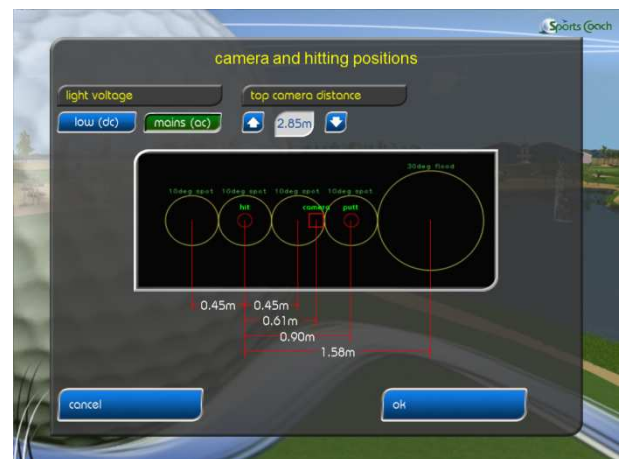 Sports Coach
camera and hitting positions
light voltage
top camera distance
low (dc)
mains (ac)
2.85m
30deg flood
10deg spot 10deg spot 10deg spot 10deg spot
hit camera putt
0.45m 0.45m
0.61m
0.90m
1.58m
cancel
ok